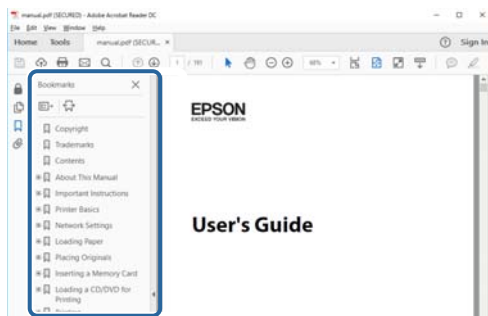 manual.pdf (SECURED) - Adobe Acrobat Reader DC
File Edit View Window Help
Home Tools manual.pdf (SECUR... × Sign In
1 / 191
Bookmarks
EPSON
EXCEED YOUR VISION
Copyright
Trademarks
Contents
About This Manual
Important Instructions
Printer Basics
Network Settings
User's Guide
Loading Paper
Placing Originals
Inserting a Memory Card
Loading a CD/DVD for
Printing